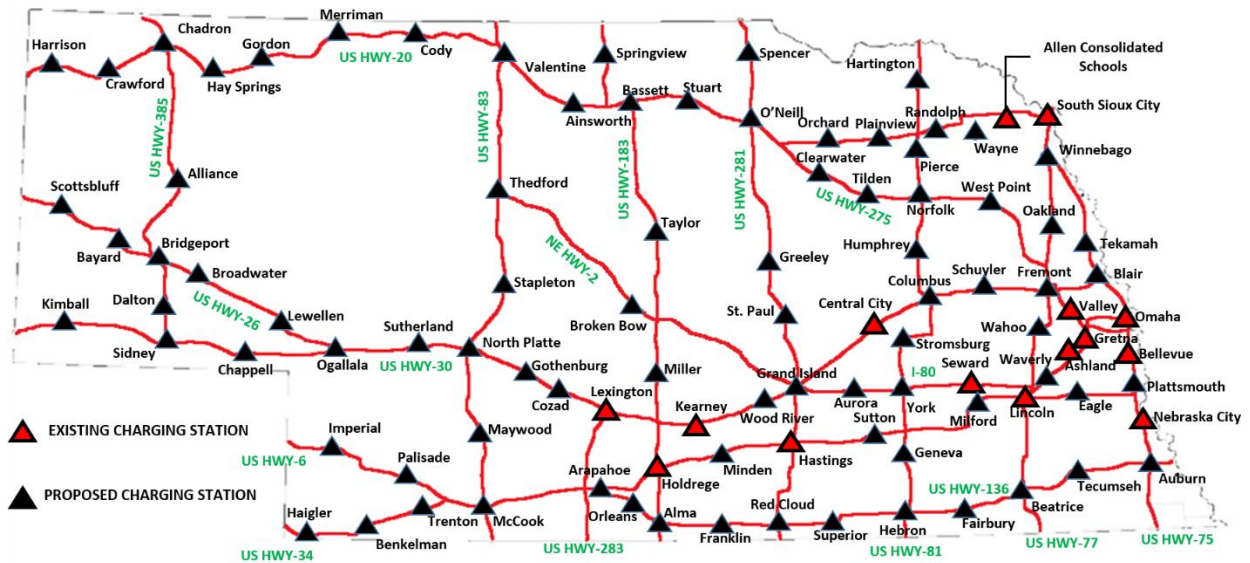 Merriman
Chadron
Harrison
Gordon
US HWY-20
Cody
Springview
Spencer
Hartington
Allen Consolidated
Schools
Crawford
Hay Springs
Valentine
Bassett
Stuart
Ainsworth
O'Neill
Orchard
Plainview
Randolph
South Sioux City
Wayne
Winnebago
US HWY-385
US HWY-83
US HWY-183
US HWY-281
Clearwater
Pierce
Tilden
West Point
US HWY-275
Norfolk
Oakland
Alliance
Scottsbluff
Thedford
Taylor
NE HWY-2
Humphrey
Tekamah
Bayard
Bridgeport
Broadwater
Greeley
Columbus
Schuyler
Fremont
Blair
Stapleton
Kimball
Dalton
US HWY-26
Lewellen
Central City
Valley
Omaha
Broken Bow
St. Paul
Sutherland
North Platte
Stromsburg
Wahoo
Gretna
Sidney
Chappell
Ogallala
US HWY-30
Gothenburg
Miller
Grand Island
I-80
Seward
Waverly
Ashland
Bellevue
Cozad
Lexington
Kearney
Wood River
Aurora
York
Milford
Lincoln
Eagle
Plattsmouth
Nebraska City
EXISTING CHARGING STATION
Imperial
Maywood
Sutton
US HWY-6
Palisade
Arapahoe
Holdrege
Minden
Hastings
Geneva
PROPOSED CHARGING STATION
US HWY-136
Tecumseh
Auburn
Haigler
Trenton
McCook
Orleans
Alma
Red Cloud
Beatrice
US HWY-34
Benkelman
US HWY-283
Franklin
Superior
Hebron
Fairbury
US HWY-81
US HWY-77
US HWY-75